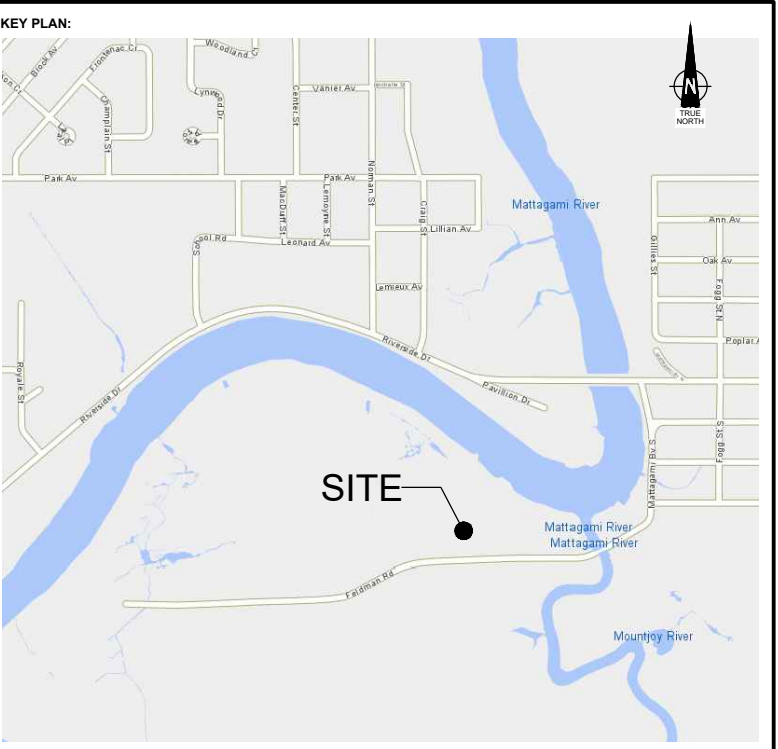 KEY PLAN:
N
TRUE
NORTH
Brock Av
Frontenac Cr
Woodland Cr
Champlain St
Lynwood Dr
Center St
Vanier Av
Norman St
Park Av
Park Av
MacDuff St
Lemoyne St
Craig St
Lillian Av
Leonard Av
Lemieux Av
Mattagami River
Gillies St
Ann Av
Oak Av
Fogg St N
Poplar A
Riverside Dr
Riverside Dr
Pavillion Dr
Royale St
Mattagami Bv S
Fogg St S
SITE
Mattagami River
Mattagami River
Feldman Rd
Mountjoy River